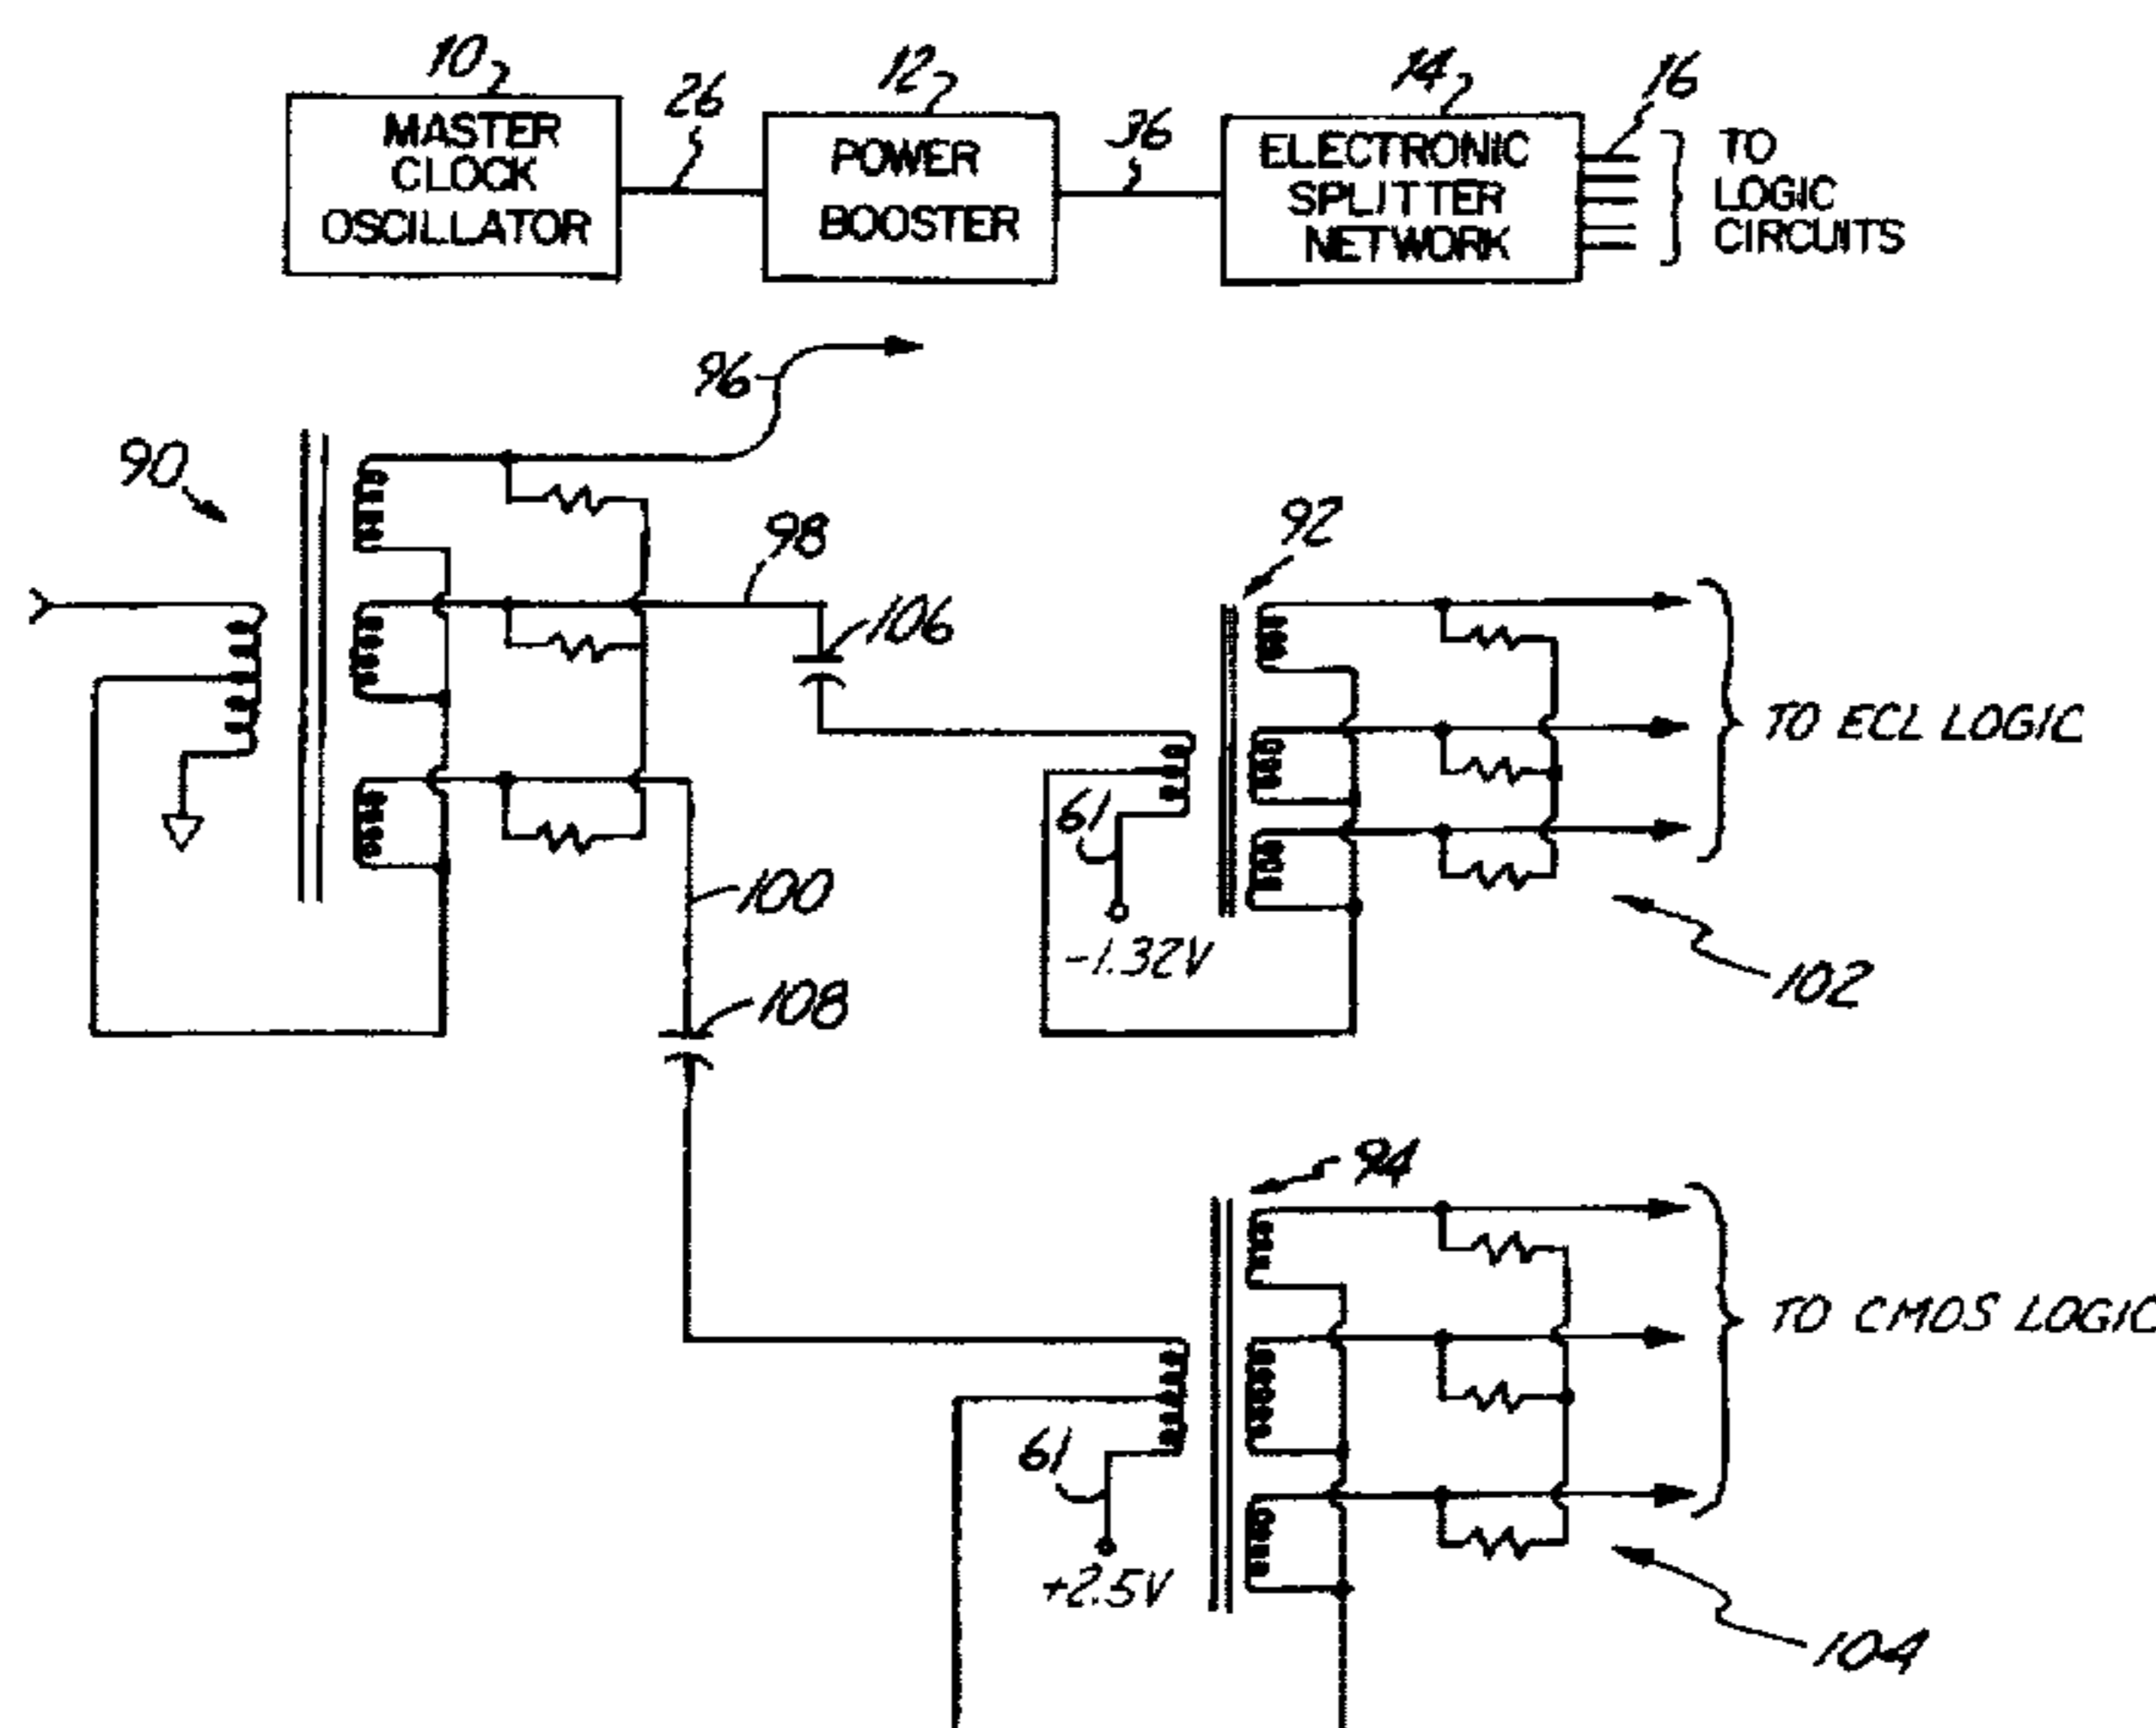 10
26
12
36
14
16
MASTER
CLOCK
OSCILLATOR
POWER
BOOSTER
ELECTRONIC
SPLITTER
NETWORK
TO
LOGIC
CIRCUITS
96
90
98
92
106
TO ECL LOGIC
61
100
-1.32V
102
108
94
TO CMOS LOGIC
61
+2.5V
104